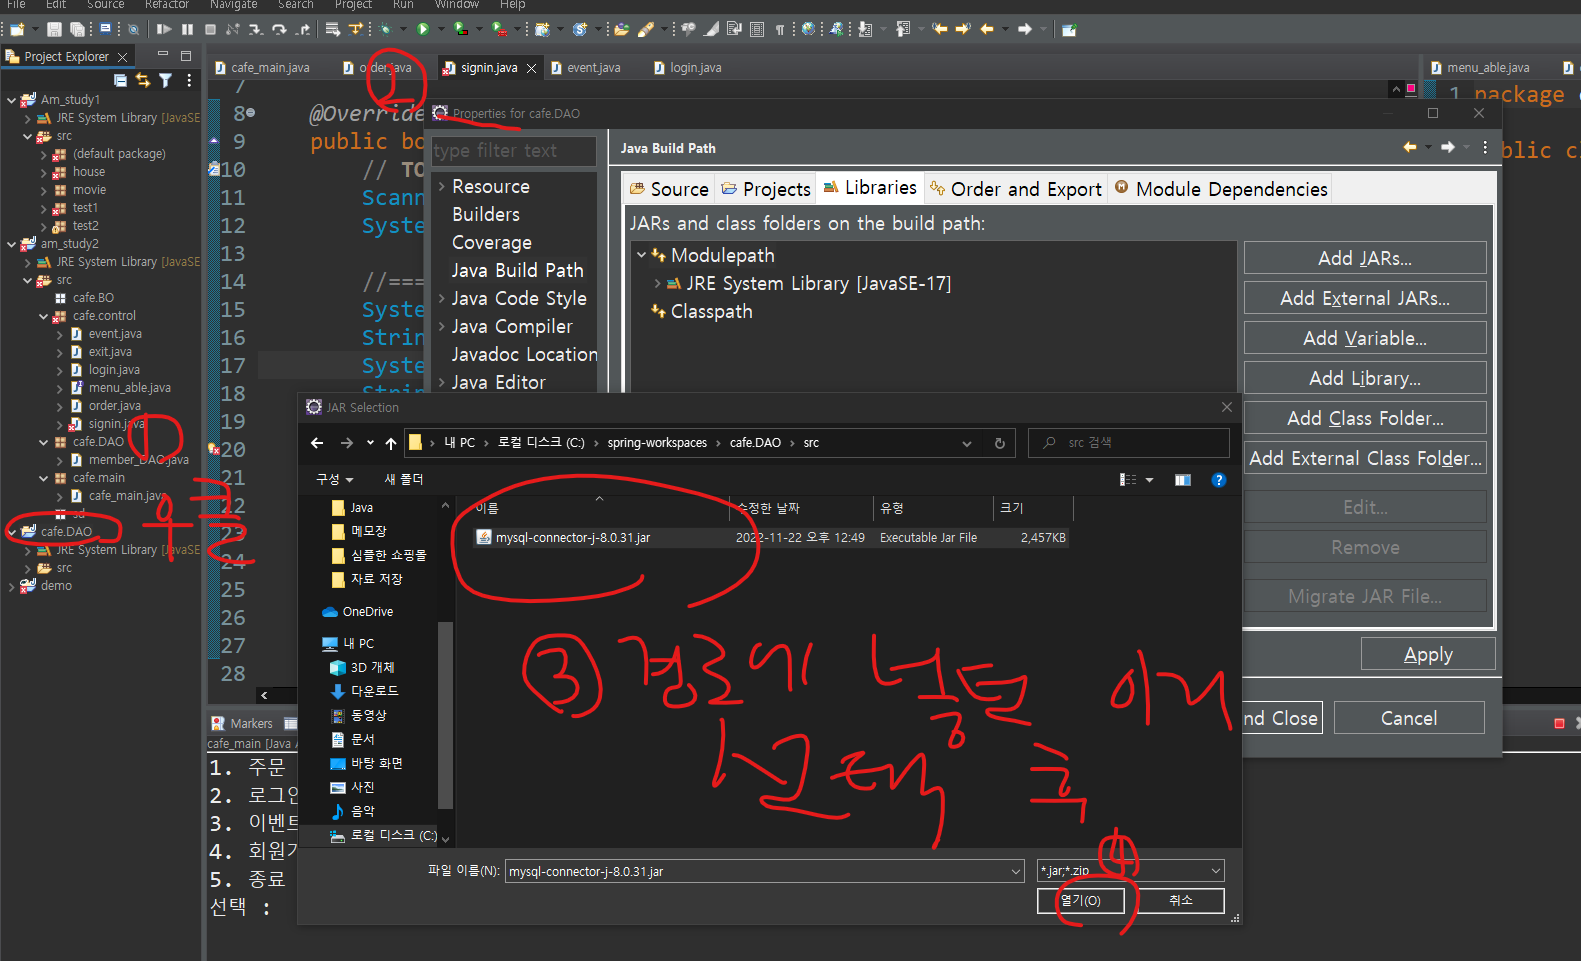 File Edit Source Refactor Navigate Search Project Run Window Help
Project Explorer
Am_study1
JRE System Library [JavaSE
src
(default package)
house
movie
test1
test2
am_study2
JRE System Library [JavaSE
src
cafe.BO
cafe.control
event.java
exit.java
login.java
menu_able.java
order.java
signin.java
cafe.DAO
member_DAO.java
cafe.main
cafe_main.java
sd
cafe.DAO
JRE System Library [JavaSE
src
demo
① 우클
cafe_main.java order.java signin.java event.java login.java
②
7
8 @Override
9 public bo
10 // TO
11 Scann
12 Syste
13
14 //===
15 Syste
16 Strin
17 Syste
18 Strin
19
20
21
22
23
24
25
26
27
28
menu_able.java
1 package
blic cl
Properties for cafe.DAO
type filter text
Resource
Builders
Coverage
Java Build Path
Java Code Style
Java Compiler
Javadoc Location
Java Editor
Java Build Path
Source Projects Libraries Order and Export Module Dependencies
JARs and class folders on the build path:
Modulepath
JRE System Library [JavaSE-17]
Classpath
Add JARs...
Add External JARs...
Add Variable...
Add Library...
Add Class Folder...
Add External Class Folder...
Edit...
Remove
Migrate JAR File...
Apply
nd Close Cancel
JAR Selection
내 PC 로컬 디스크 (C:) spring-workspaces cafe.DAO src
src 검색
구성 새 폴더
Java
메모장
심플한 쇼핑몰
자료 저장
OneDrive
내 PC
3D 개체
다운로드
동영상
문서
바탕 화면
사진
음악
로컬 디스크 (C:)
이름 수정한 날짜 유형 크기
mysql-connector-j-8.0.31.jar 2022-11-22 오후 12:49 Executable Jar File 2,457KB
③ 경로에 넣은 이거
선택 후
④
파일 이름(N): mysql-connector-j-8.0.31.jar *.jar;*.zip
열기(O) 취소
Markers
cafe_main [Java A
1. 주문
2. 로그인
3. 이벤트
4. 회원가
5. 종료
선택 :